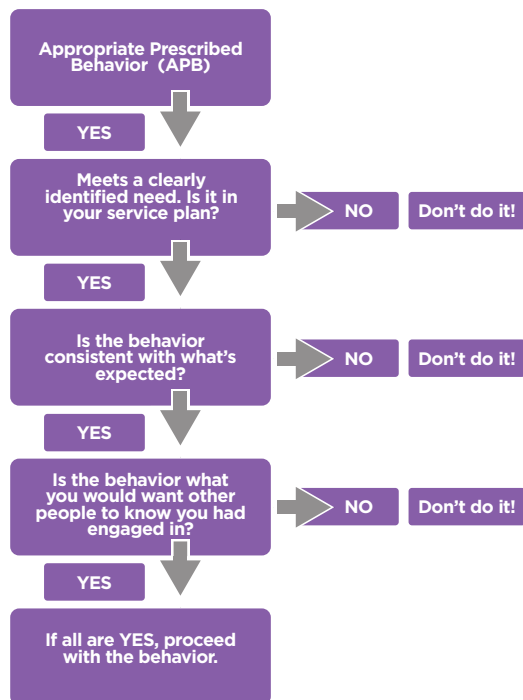 Appropriate Prescribed
Behavior (APB)
YES
Meets a clearly
identified need. Is it in
your service plan?
NO
Don't do it!
YES
Is the behavior
consistent with what's
expected?
NO
Don't do it!
YES
Is the behavior what
you would want other
people to know you had
engaged in?
NO
Don't do it!
YES
If all are YES, proceed
with the behavior.